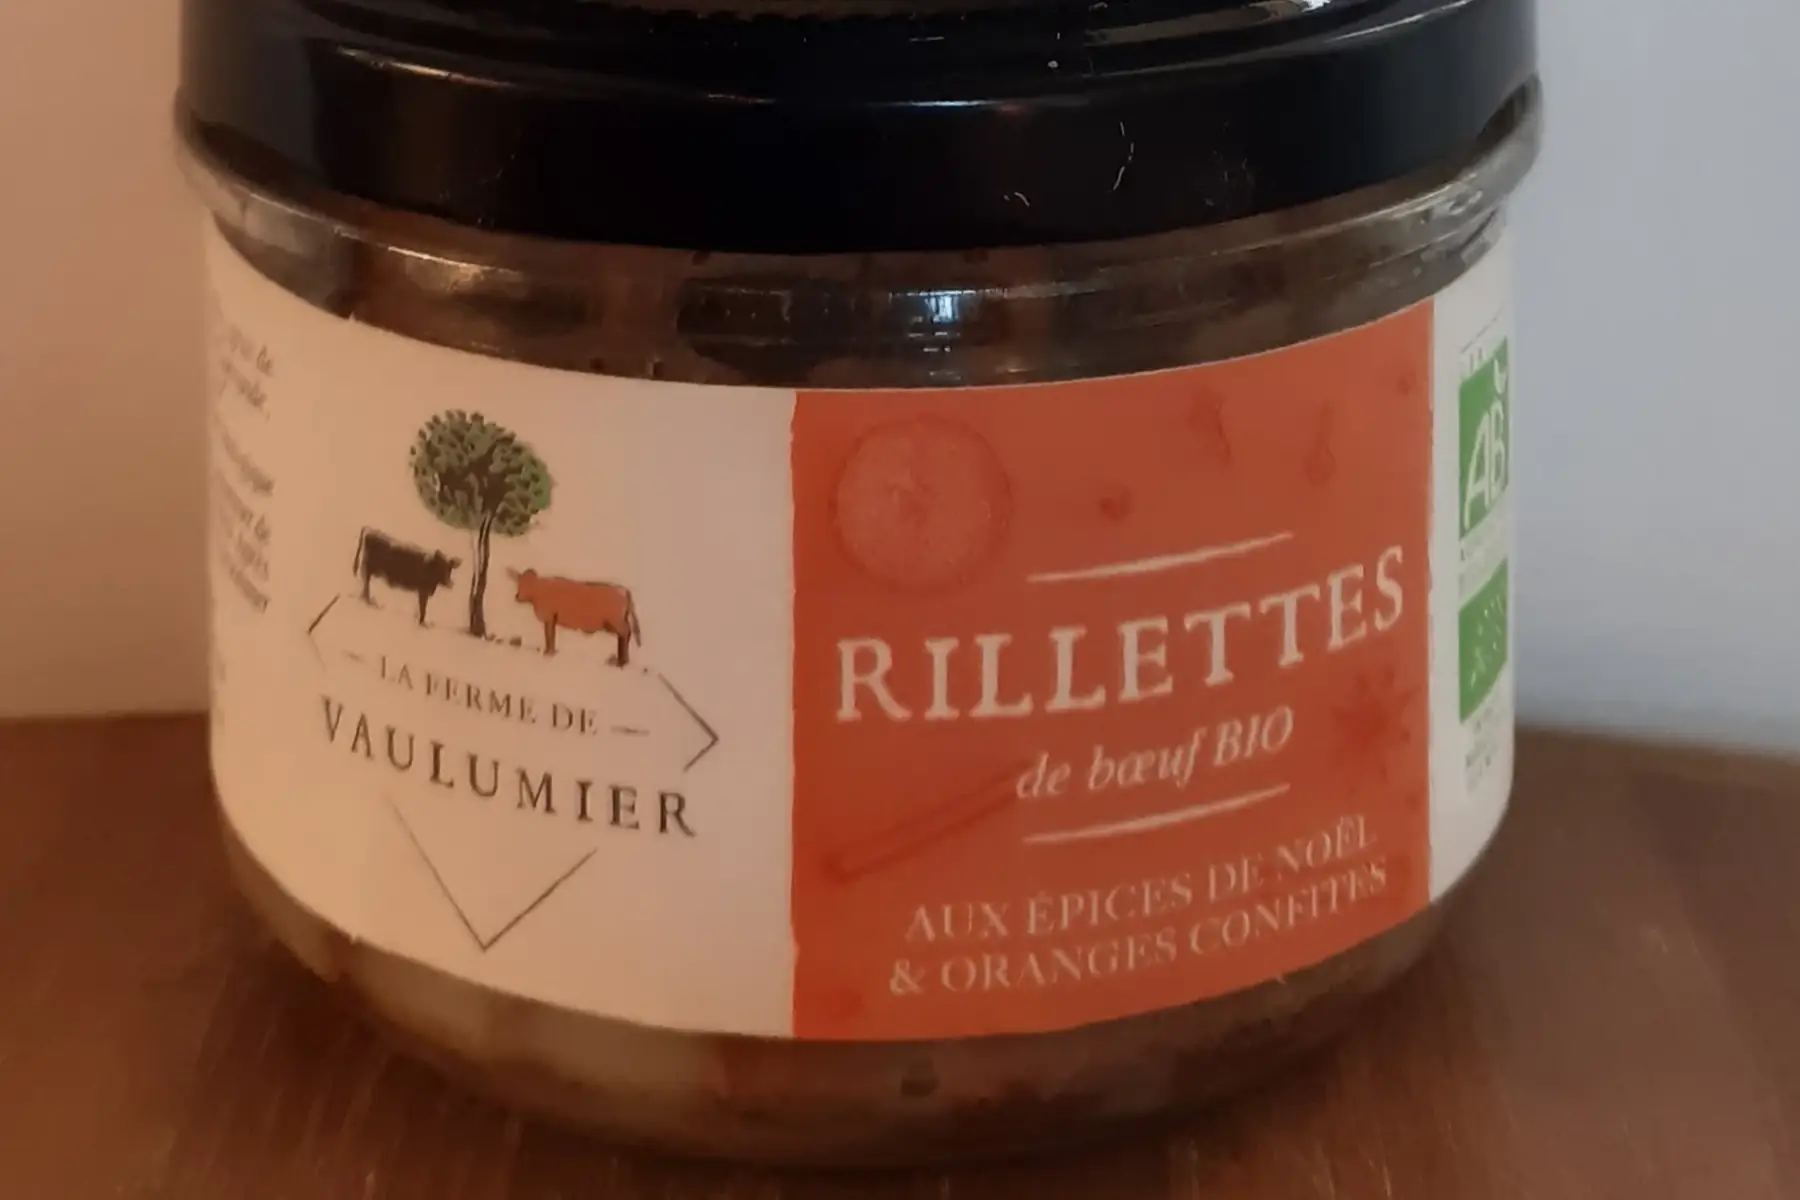 — LA FERME DE —
VAULUMIER
RILLETTES
de bœuf BIO
AUX ÉPICES DE NOËL
& ORANGES CONFITES
AB